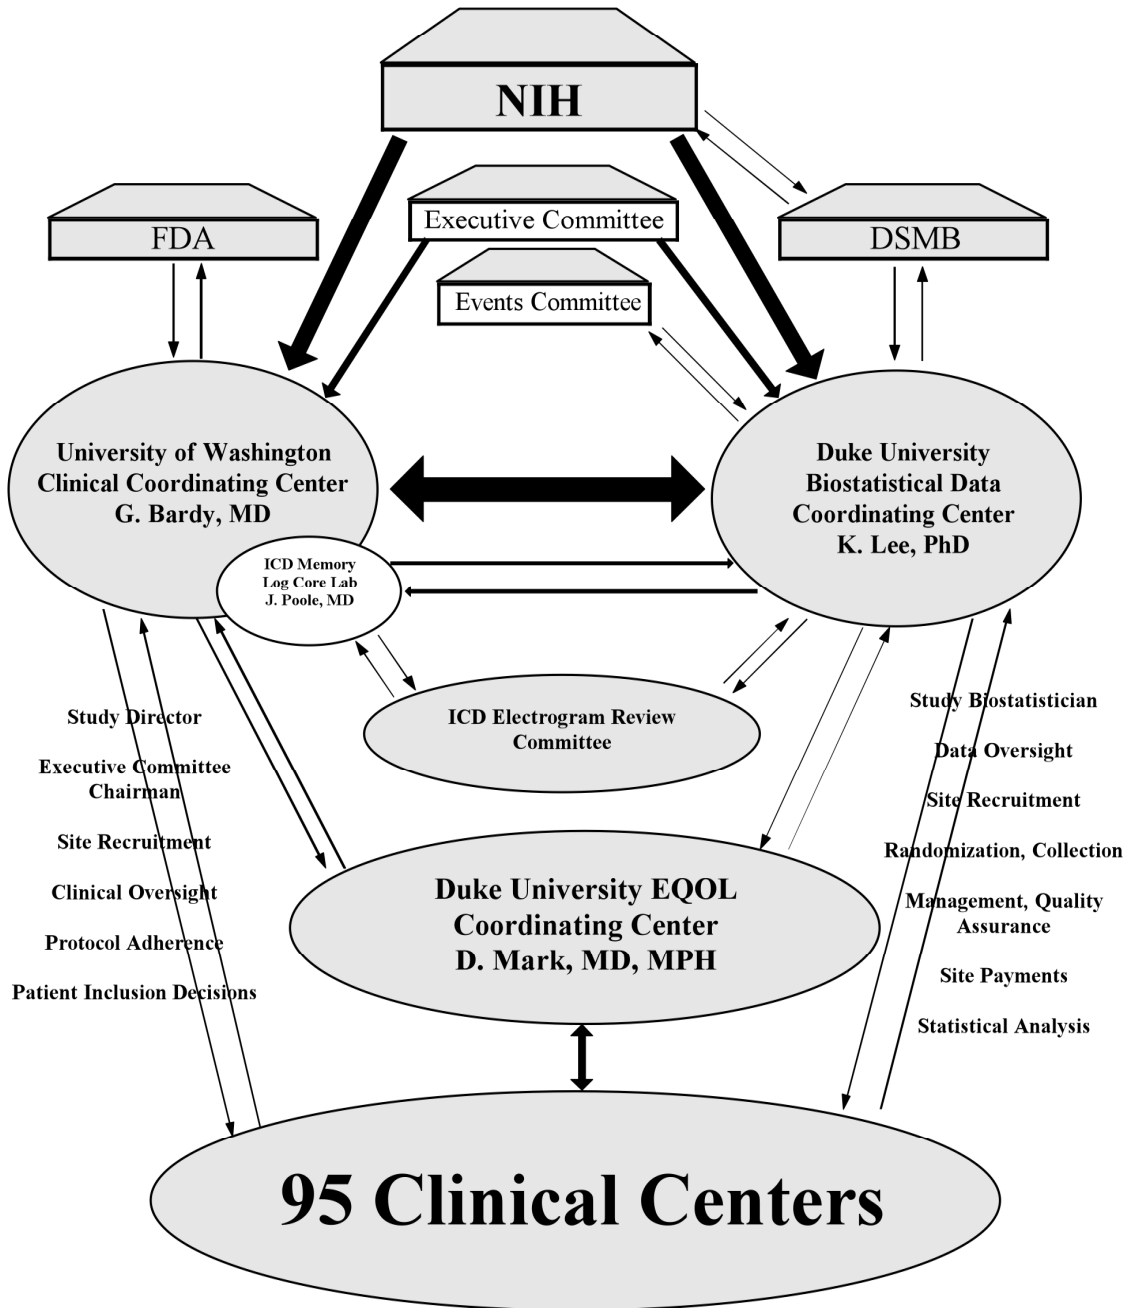 NIH
Executive Committee
FDA
DSMB
Events Committee
University of Washington
Clinical Coordinating Center
G. Bardy, MD
Duke University
Biostatistical Data
Coordinating Center
K. Lee, PhD
ICD Memory
Log Core Lab
J. Poole, MD
ICD Electrogram Review
Committee
Study Director
Executive Committee
Chairman
Site Recruitment
Clinical Oversight
Protocol Adherence
Patient Inclusion Decisions
Study Biostatistician
Data Oversight
Site Recruitment
Randomization, Collection
Management, Quality
Assurance
Site Payments
Statistical Analysis
Duke University EQOL
Coordinating Center
D. Mark, MD, MPH
95 Clinical Centers